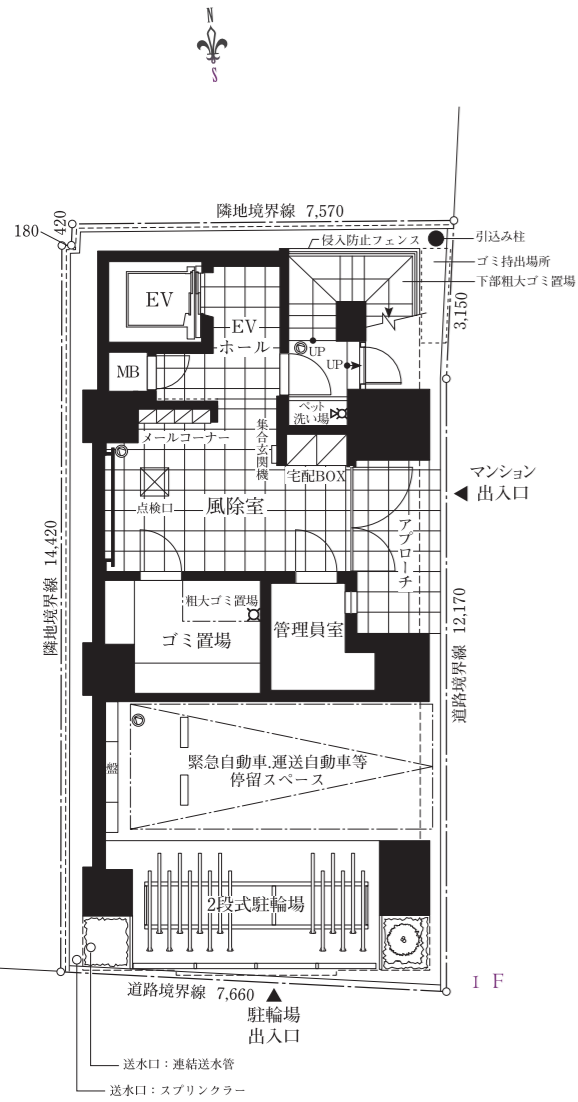 N
S
420
180
隣地境界線 7,570
侵入防止フェンス
引込み柱
ゴミ持出場所
下部粗大ゴミ置場
3,150
EV
EV
ホール
UP
UP
MB
ペット
洗い場
メールコーナー
集合玄関機
宅配BOX
点検口
風除室
アプローチ
マンション
出入口
隣地境界線 14,420
道路境界線 12,170
粗大ゴミ置場
ゴミ置場
管理員室
緊急自動車.運送自動車等
停留スペース
盤
2段式駐輪場
道路境界線 7,660
駐輪場
出入口
1F
送水口：連結送水管
送水口：スプリンクラー